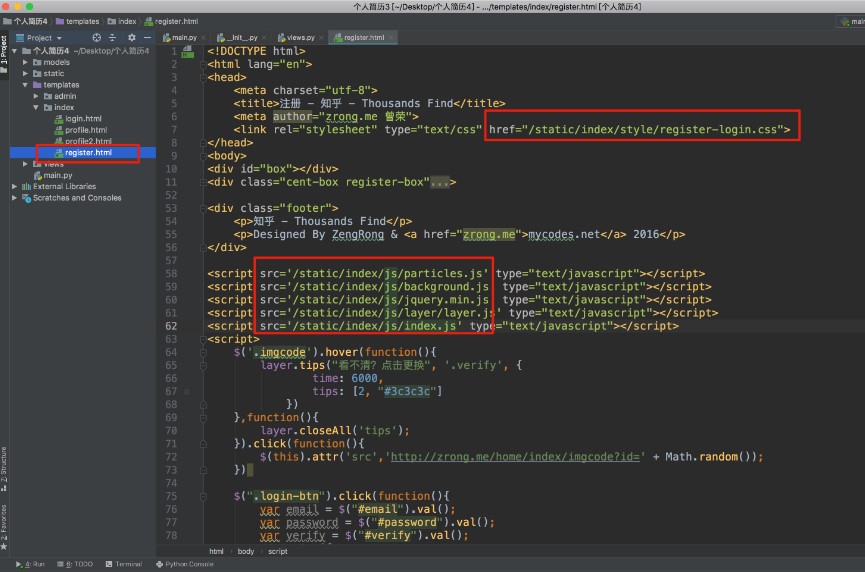 个人简历3 [~/Desktop/个人简历4] - .../templates/index/register.html [个人简历4]
个人简历4 templates index register.html
Project
main.py __init__.py views.py register.html
1: Project
个人简历4 ~/Desktop/个人简历4
models
static
templates
admin
index
login.html
profile.html
profile2.html
register.html
views
main.py
External Libraries
Scratches and Consoles
1 <!DOCTYPE html>
2 <html lang="en">
3 <head>
4 <meta charset="utf-8">
5 <title>注册 - 知乎 - Thousands Find</title>
6 <meta author="zrong.me 曾荣">
7 <link rel="stylesheet" type="text/css" href="/static/index/style/register-login.css">
8 </head>
9 <body>
10 <div id="box"></div>
11 <div class="cent-box register-box"...>
52
53 <div class="footer">
54 <p>知乎 - Thousands Find</p>
55 <p>Designed By ZengRong & <a href="zrong.me">mycodes.net</a> 2016</p>
56 </div>
57
58 <script src='/static/index/js/particles.js' type="text/javascript"></script>
59 <script src='/static/index/js/background.js' type="text/javascript"></script>
60 <script src='/static/index/js/jquery.min.js' type="text/javascript"></script>
61 <script src='/static/index/js/layer/layer.js' type="text/javascript"></script>
62 <script src='/static/index/js/index.js' type="text/javascript"></script>
63 <script>
64 $('.imgcode').hover(function(){
65 layer.tips("看不清？点击更换", '.verify', {
66 time: 6000,
67 tips: [2, "#3c3c3c"]
68 })
69 },function(){
70 layer.closeAll('tips');
71 }).click(function(){
72 $(this).attr('src','http://zrong.me/home/index/imgcode?id=' + Math.random());
73 })
74
75 $(".login-btn").click(function(){
76 var email = $("#email").val();
77 var password = $("#password").val();
78 var verify = $("#verify").val();
html body script
Z: Structure
2: Favorites
4: Run 6: TODO Terminal Python Console